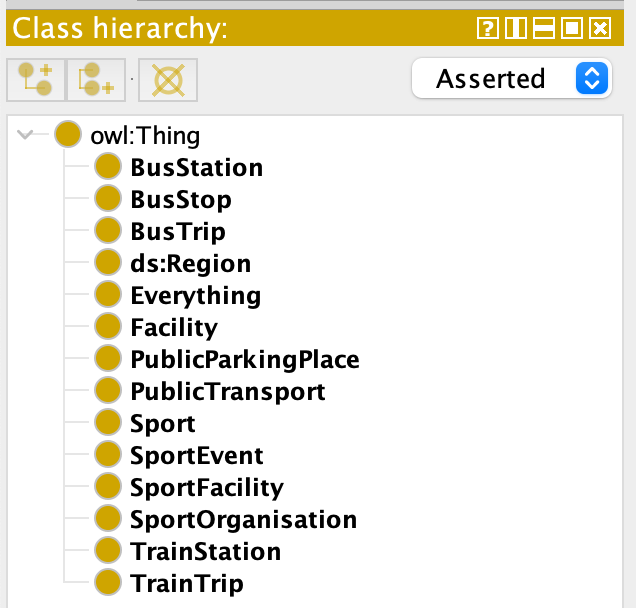 Class hierarchy:
Asserted
owl:Thing
BusStation
BusStop
BusTrip
ds:Region
Everything
Facility
PublicParkingPlace
PublicTransport
Sport
SportEvent
SportFacility
SportOrganisation
TrainStation
TrainTrip